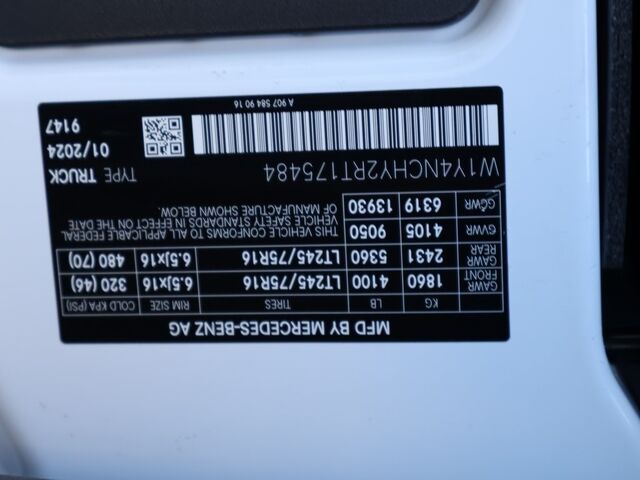 MFD BY MERCEDES-BENZ AG
KG LB TIRES RIM SIZE COLD KPA (PSI)
GAWR FRONT 1860 4100 LT245/75R16 6.5Jx16 320 (46)
GAWR REAR 2431 5360 LT245/75R16 6.5Jx16 480 (70)
GVWR 4105 9050
GCWR 6319 13930
THIS VEHICLE CONFORMS TO ALL APPLICABLE FEDERAL
VEHICLE SAFETY STANDARDS IN EFFECT ON THE DATE
OF MANUFACTURE SHOWN BELOW.
W1Y4NCHY2RT175484 TYPE TRUCK
01/2024
9147
A 907 584 90 16